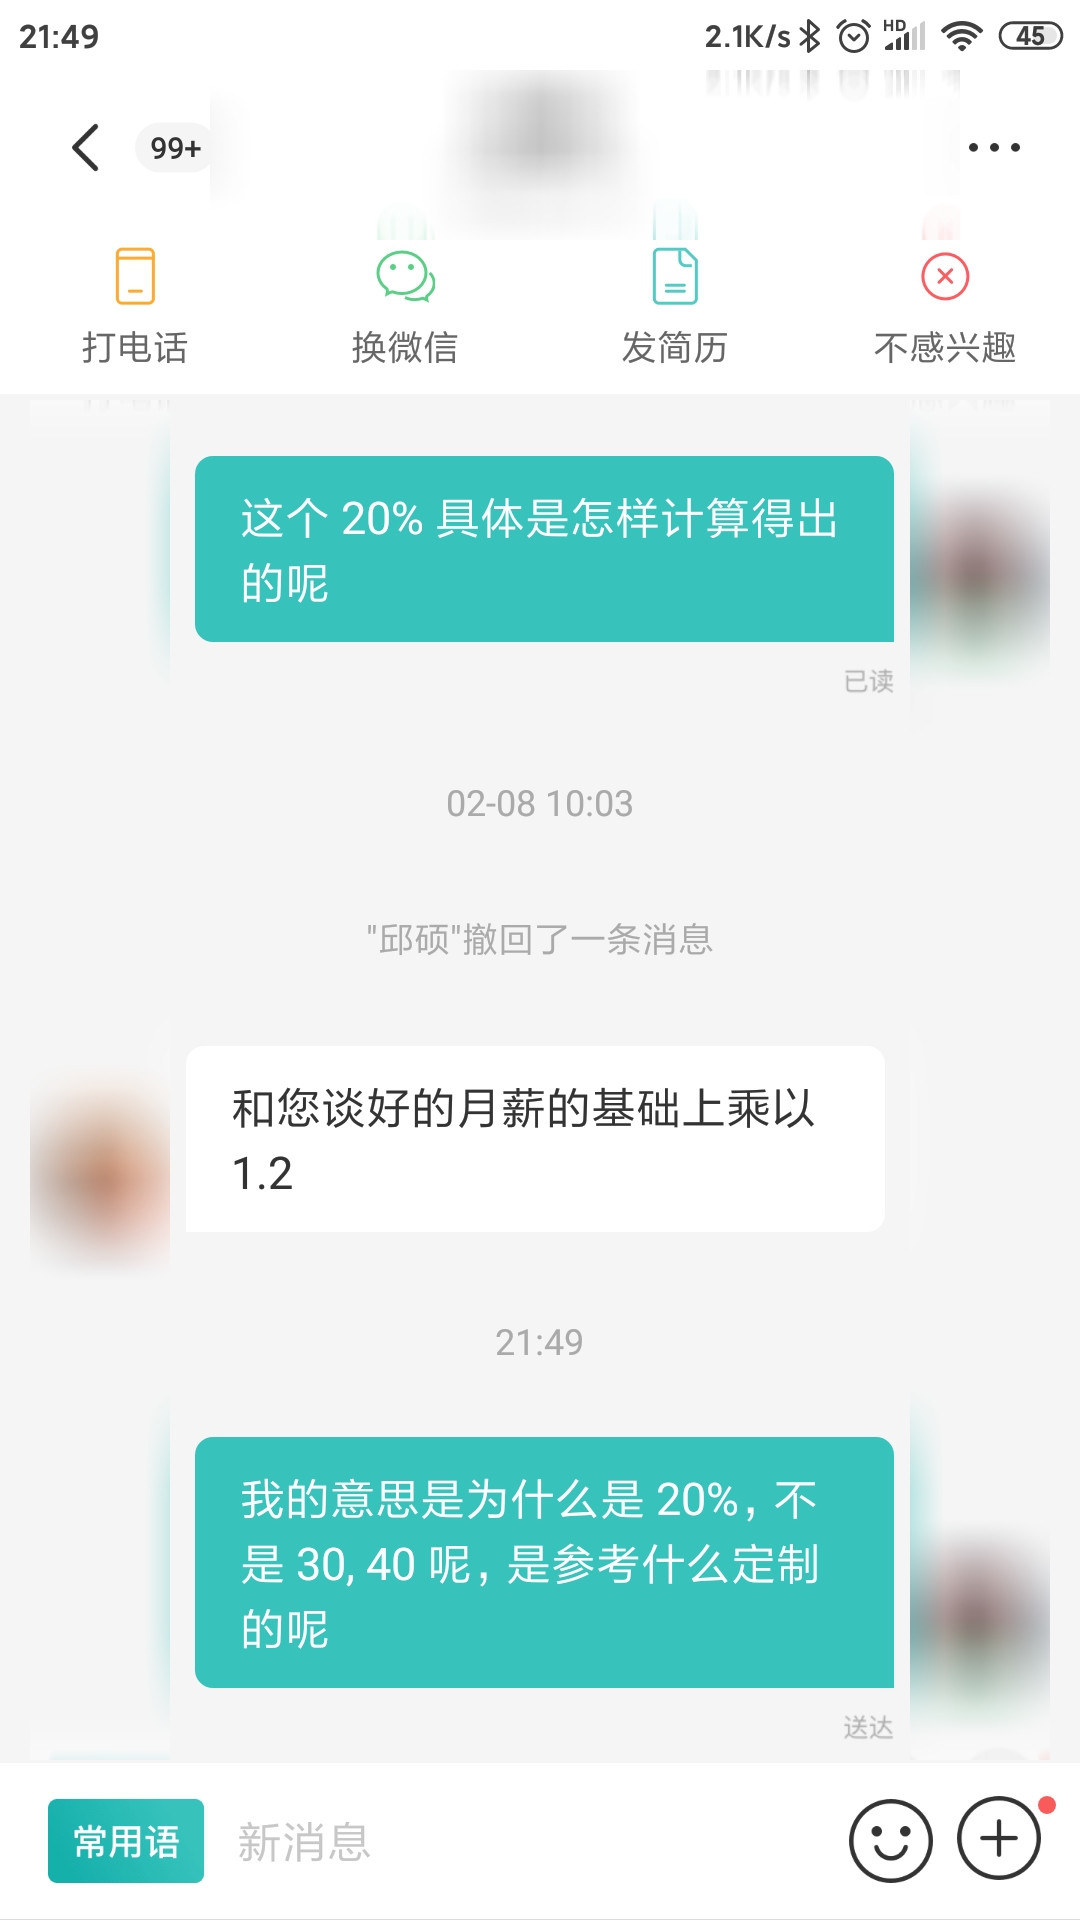 21:49
2.1K/s
HD
45
99+
打电话
换微信
发简历
不感兴趣
这个 20% 具体是怎样计算得出
的呢
已读
02-08 10:03
"邱硕"撤回了一条消息
和您谈好的月薪的基础上乘以
1.2
21:49
我的意思是为什么是 20%, 不
是 30, 40 呢, 是参考什么定制
的呢
送达
常用语
新消息